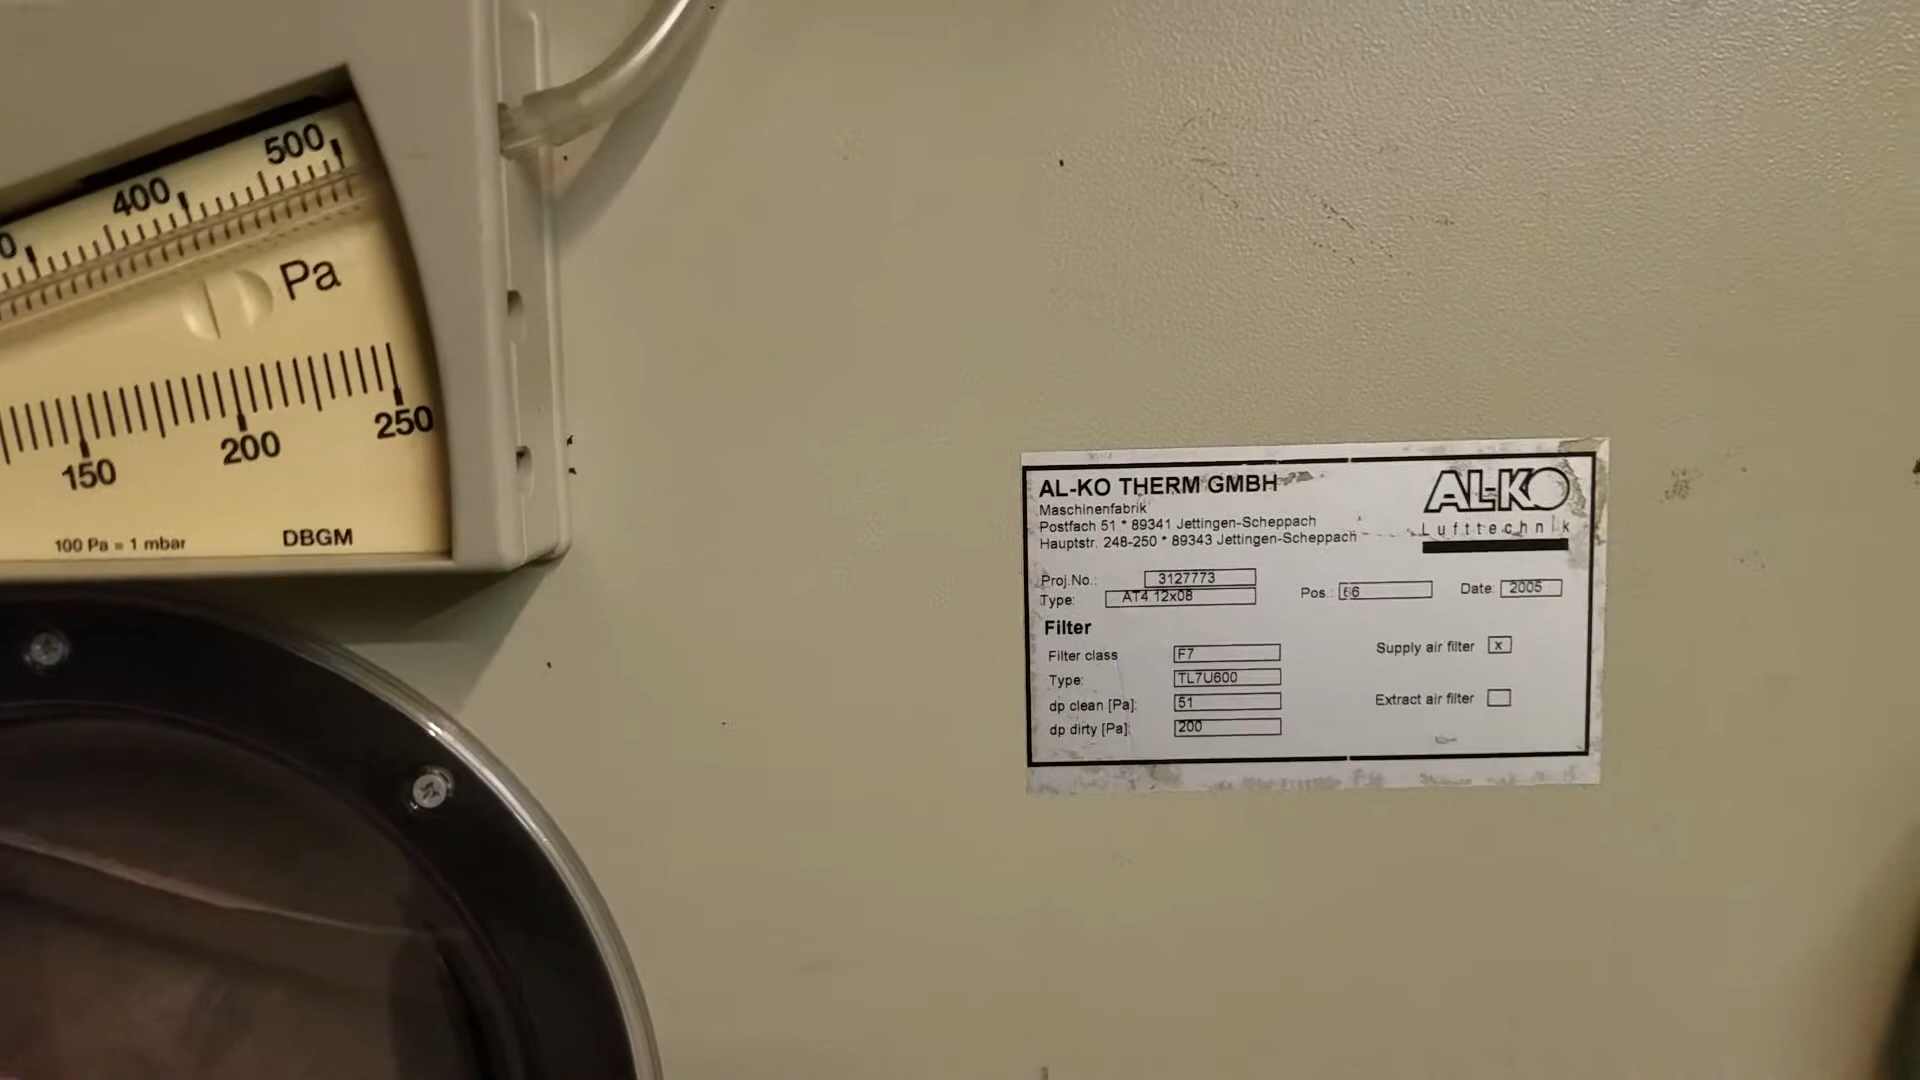 500
400
0
Pa
150
200
250
100 Pa = 1 mbar
DBGM
AL-KO THERM GMBH
Maschinenfabrik
Postfach 51 * 89341 Jettingen-Scheppach
Hauptstr. 248-250 * 89343 Jettingen-Scheppach
AL-KO
Lufttechnik
Proj.No.: 3127773
Type: AT4 12x08
Pos.: 66
Date: 2005
Filter
Filter class F7
Type: TL7U600
dp clean [Pa]: 51
dp dirty [Pa]: 200
Supply air filter x
Extract air filter